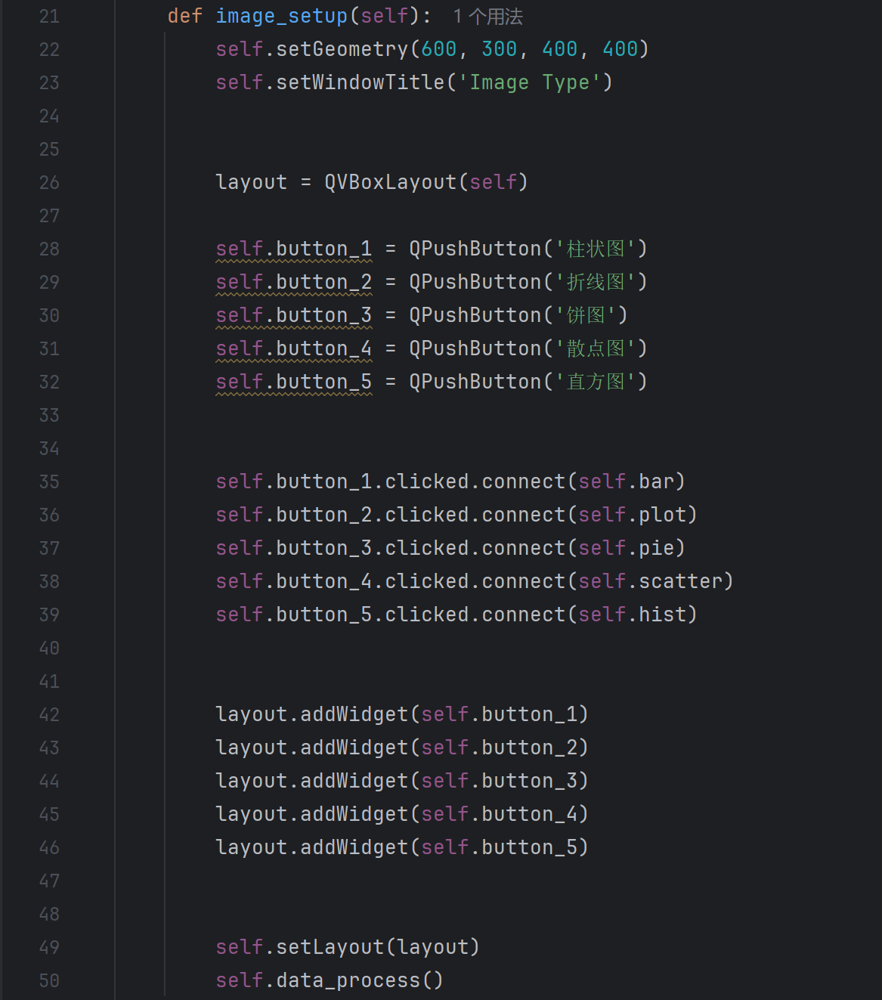 21 def image_setup(self): 1 个用法
22 self.setGeometry(600, 300, 400, 400)
23 self.setWindowTitle('Image Type')
24
25
26 layout = QVBoxLayout(self)
27
28 self.button_1 = QPushButton('柱状图')
29 self.button_2 = QPushButton('折线图')
30 self.button_3 = QPushButton('饼图')
31 self.button_4 = QPushButton('散点图')
32 self.button_5 = QPushButton('直方图')
33
34
35 self.button_1.clicked.connect(self.bar)
36 self.button_2.clicked.connect(self.plot)
37 self.button_3.clicked.connect(self.pie)
38 self.button_4.clicked.connect(self.scatter)
39 self.button_5.clicked.connect(self.hist)
40
41
42 layout.addWidget(self.button_1)
43 layout.addWidget(self.button_2)
44 layout.addWidget(self.button_3)
45 layout.addWidget(self.button_4)
46 layout.addWidget(self.button_5)
47
48
49 self.setLayout(layout)
50 self.data_process()